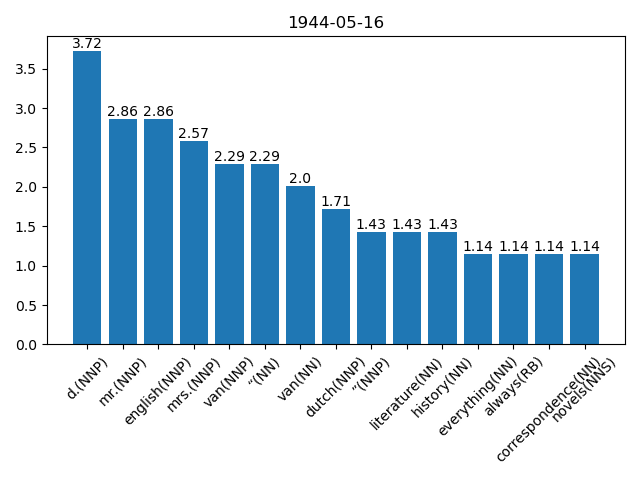 1944-05-16
3.72
2.86 2.86
2.57
2.29 2.29
2.0
1.71
1.43 1.43 1.43
1.14 1.14 1.14 1.14
3.5
3.0
2.5
2.0
1.5
1.0
0.5
0.0
d.(NNP)
mr.(NNP)
english(NNP)
mrs.(NNP)
van(NNP)
“(NN)
van(NN)
dutch(NNP)
”(NNP)
literature(NN)
history(NN)
everything(NN)
always(RB)
correspondence(NN)
novels(NNS)